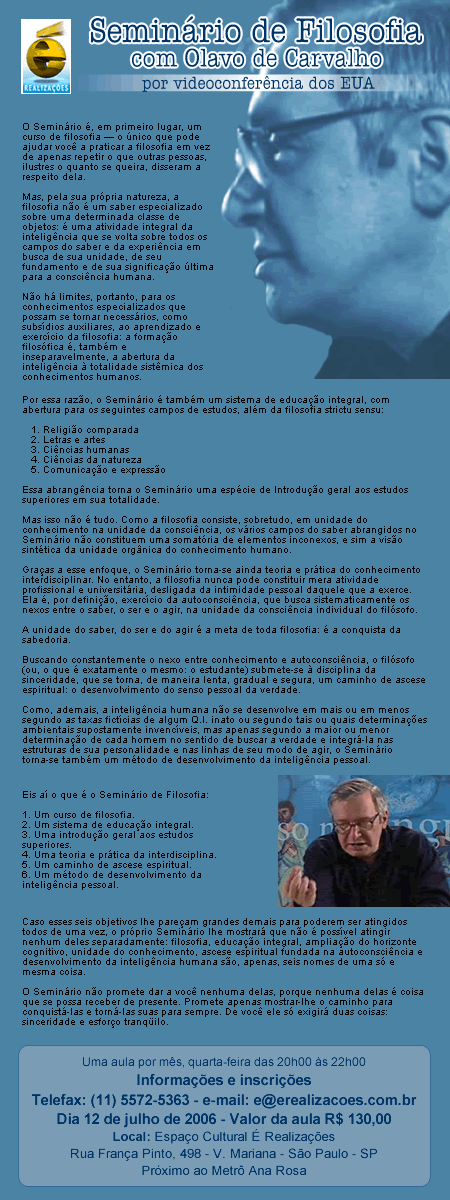 é
REALIZAÇÕES
Seminário de Filosofia
com Olavo de Carvalho
por videoconferência dos EUA
O Seminário é, em primeiro lugar, um
curso de filosofia — o único que pode
ajudar você a praticar a filosofia em vez
de apenas repetir o que outras pessoas,
ilustres o quanto se queira, disseram a
respeito dela.
Mas, pela sua própria natureza, a
filosofia não é um saber especializado
sobre uma determinada classe de
objetos: é uma atividade integral da
inteligência que se volta sobre todos os
campos do saber e da experiência em
busca de sua unidade, de seu
fundamento e de sua significação última
para a consciência humana.
Não há limites, portanto, para os
conhecimentos especializados que
possam se tornar necessários, como
subsídios auxiliares, ao aprendizado e
exercício da filosofia: a formação
filosófica é, também e
inseparavelmente, a abertura da
inteligência à totalidade sistêmica dos
conhecimentos humanos.
Por essa razão, o Seminário é também um sistema de educação integral, com
abertura para os seguintes campos de estudos, além da filosofia strictu sensu:
1. Religião comparada
2. Letras e artes
3. Ciências humanas
4. Ciências da natureza
5. Comunicação e expressão
Essa abrangência torna o Seminário uma espécie de Introdução geral aos estudos
superiores em sua totalidade.
Mas isso não é tudo. Como a filosofia consiste, sobretudo, em unidade do
conhecimento na unidade da consciência, os vários campos do saber abrangidos no
Seminário não constituem uma somatória de elementos inconexos, e sim a visão
sintética da unidade orgânica do conhecimento humano.
Graças a esse enfoque, o Seminário torna-se ainda teoria e prática do conhecimento
interdisciplinar. No entanto, a filosofia nunca pode constituir mera atividade
profissional e universitária, desligada da intimidade pessoal daquele que a exerce.
Ela é, por definição, exercício da autoconsciência, que busca sistematicamente os
nexos entre o saber, o ser e o agir, na unidade da consciência individual do filósofo.
A unidade do saber, do ser e do agir é a meta de toda filosofia: é a conquista da
sabedoria.
Buscando constantemente o nexo entre conhecimento e autoconsciência, o filósofo
(ou, o que é exatamente o mesmo: o estudante) submete-se à disciplina da
sinceridade, que se torna, de maneira lenta, gradual e segura, um caminho de ascese
espiritual: o desenvolvimento do senso pessoal da verdade.
Como, ademais, a inteligência humana não se desenvolve em mais ou em menos
segundo as taxas fictícias de algum Q.I. inato ou segundo tais ou quais determinações
ambientais supostamente invencíveis, mas apenas segundo a maior ou menor
determinação de cada homem no sentido de buscar a verdade e integrá-la nas
estruturas de sua personalidade e nas linhas de seu modo de agir, o Seminário
torna-se também um método de desenvolvimento da inteligência pessoal.
Eis aí o que é o Seminário de Filosofia:
1. Um curso de filosofia.
2. Um sistema de educação integral.
3. Uma introdução geral aos estudos
superiores.
4. Uma teoria e prática da interdisciplina.
5. Um caminho de ascese espiritual.
6. Um método de desenvolvimento da
inteligência pessoal.
Caso esses seis objetivos lhe pareçam grandes demais para poderem ser atingidos
todos de uma vez, o próprio Seminário lhe mostrará que não é possível atingir
nenhum deles separadamente: filosofia, educação integral, ampliação do horizonte
cognitivo, unidade do conhecimento, ascese espiritual fundada na autoconsciência e
desenvolvimento da inteligência humana são, apenas, seis nomes de uma só e
mesma coisa.
O Seminário não promete dar a você nenhuma delas, porque nenhuma delas é coisa
que se possa receber de presente. Promete apenas mostrar-lhe o caminho para
conquistá-las e torná-las suas para sempre. De você ele só exigirá duas coisas:
sinceridade e esforço tranqüilo.
Uma aula por mês, quarta-feira das 20h00 às 22h00
Informações e inscrições
Telefax: (11) 5572-5363 - e-mail: e@erealizacoes.com.br
Dia 12 de julho de 2006 - Valor da aula R$ 130,00
Local: Espaço Cultural É Realizações
Rua França Pinto, 498 - V. Mariana - São Paulo - SP
Próximo ao Metrô Ana Rosa